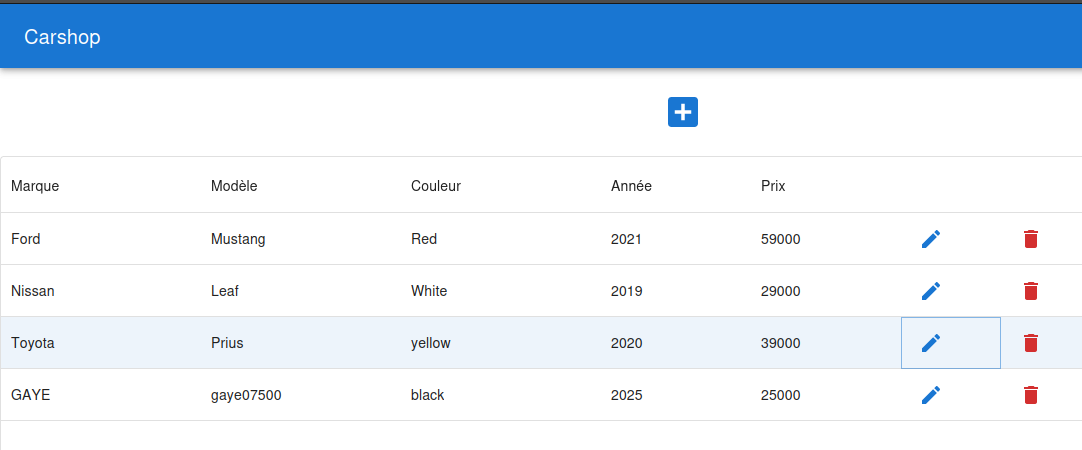 Carshop
Marque Modèle Couleur Année Prix
Ford Mustang Red 2021 59000
Nissan Leaf White 2019 29000
Toyota Prius yellow 2020 39000
GAYE gaye07500 black 2025 25000